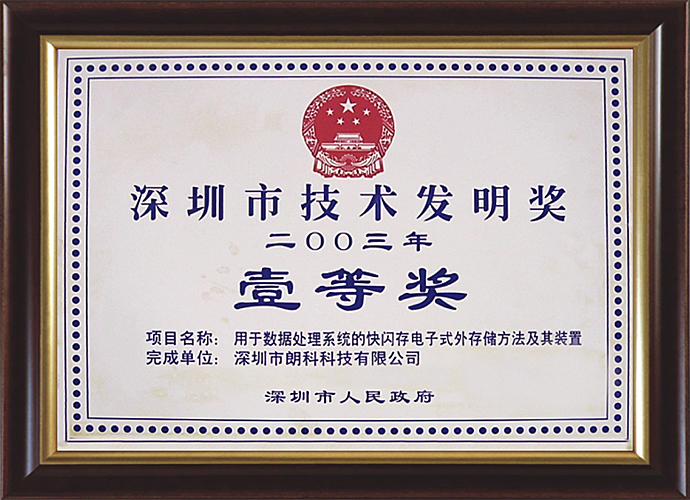 深圳市技术发明奖
二〇〇三年
壹等奖
项目名称：用于数据处理系统的快闪存电子式外存储方法及其装置
完成单位：深圳市朗科科技有限公司
深圳市人民政府